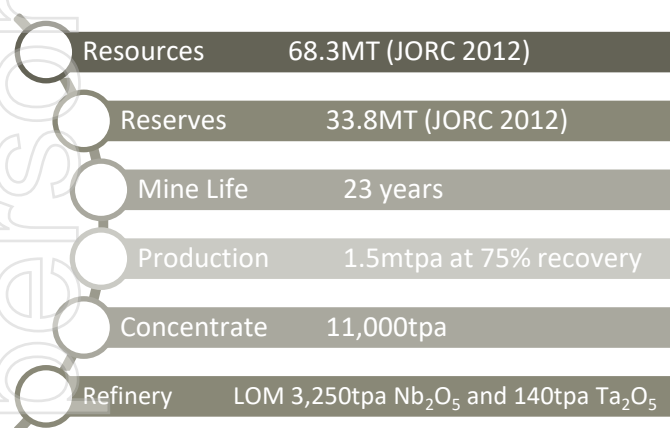 Resources 68.3MT (JORC 2012)
Reserves 33.8MT (JORC 2012)
Mine Life 23 years
Production 1.5mtpa at 75% recovery
Concentrate 11,000tpa
Refinery LOM 3,250tpa Nb₂O₅ and 140tpa Ta₂O₅